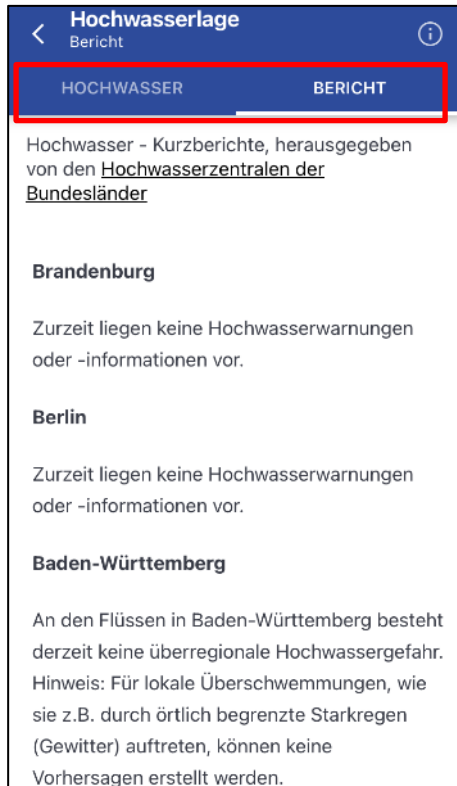 Hochwasserlage
Bericht
HOCHWASSER BERICHT
Hochwasser - Kurzberichte, herausgegeben
von den Hochwasserzentralen der
Bundesländer
Brandenburg
Zurzeit liegen keine Hochwasserwarnungen
oder -informationen vor.
Berlin
Zurzeit liegen keine Hochwasserwarnungen
oder -informationen vor.
Baden-Württemberg
An den Flüssen in Baden-Württemberg besteht
derzeit keine überregionale Hochwassergefahr.
Hinweis: Für lokale Überschwemmungen, wie
sie z.B. durch örtlich begrenzte Starkregen
(Gewitter) auftreten, können keine
Vorhersagen erstellt werden.